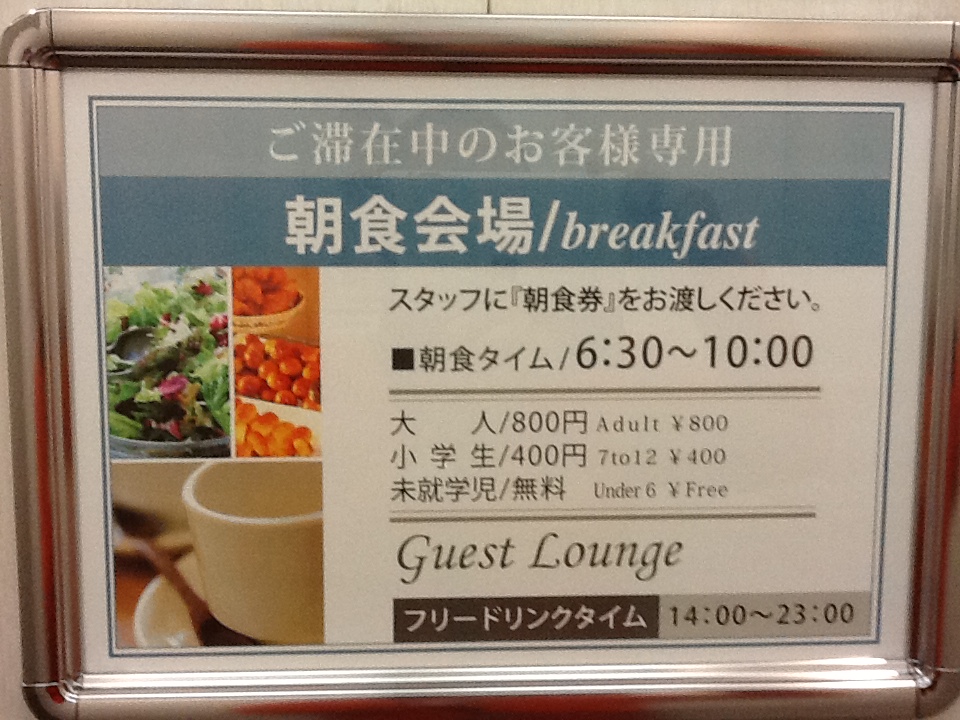 ご滞在中のお客様専用
朝食会場/breakfast
スタッフに『朝食券』をお渡しください。
■朝食タイム/6:30〜10:00
大　人/800円 Adult ￥800
小 学 生/400円 7to12 ￥400
未就学児/無料 Under 6 ￥Free
Guest Lounge
フリードリンクタイム 14:00〜23:00